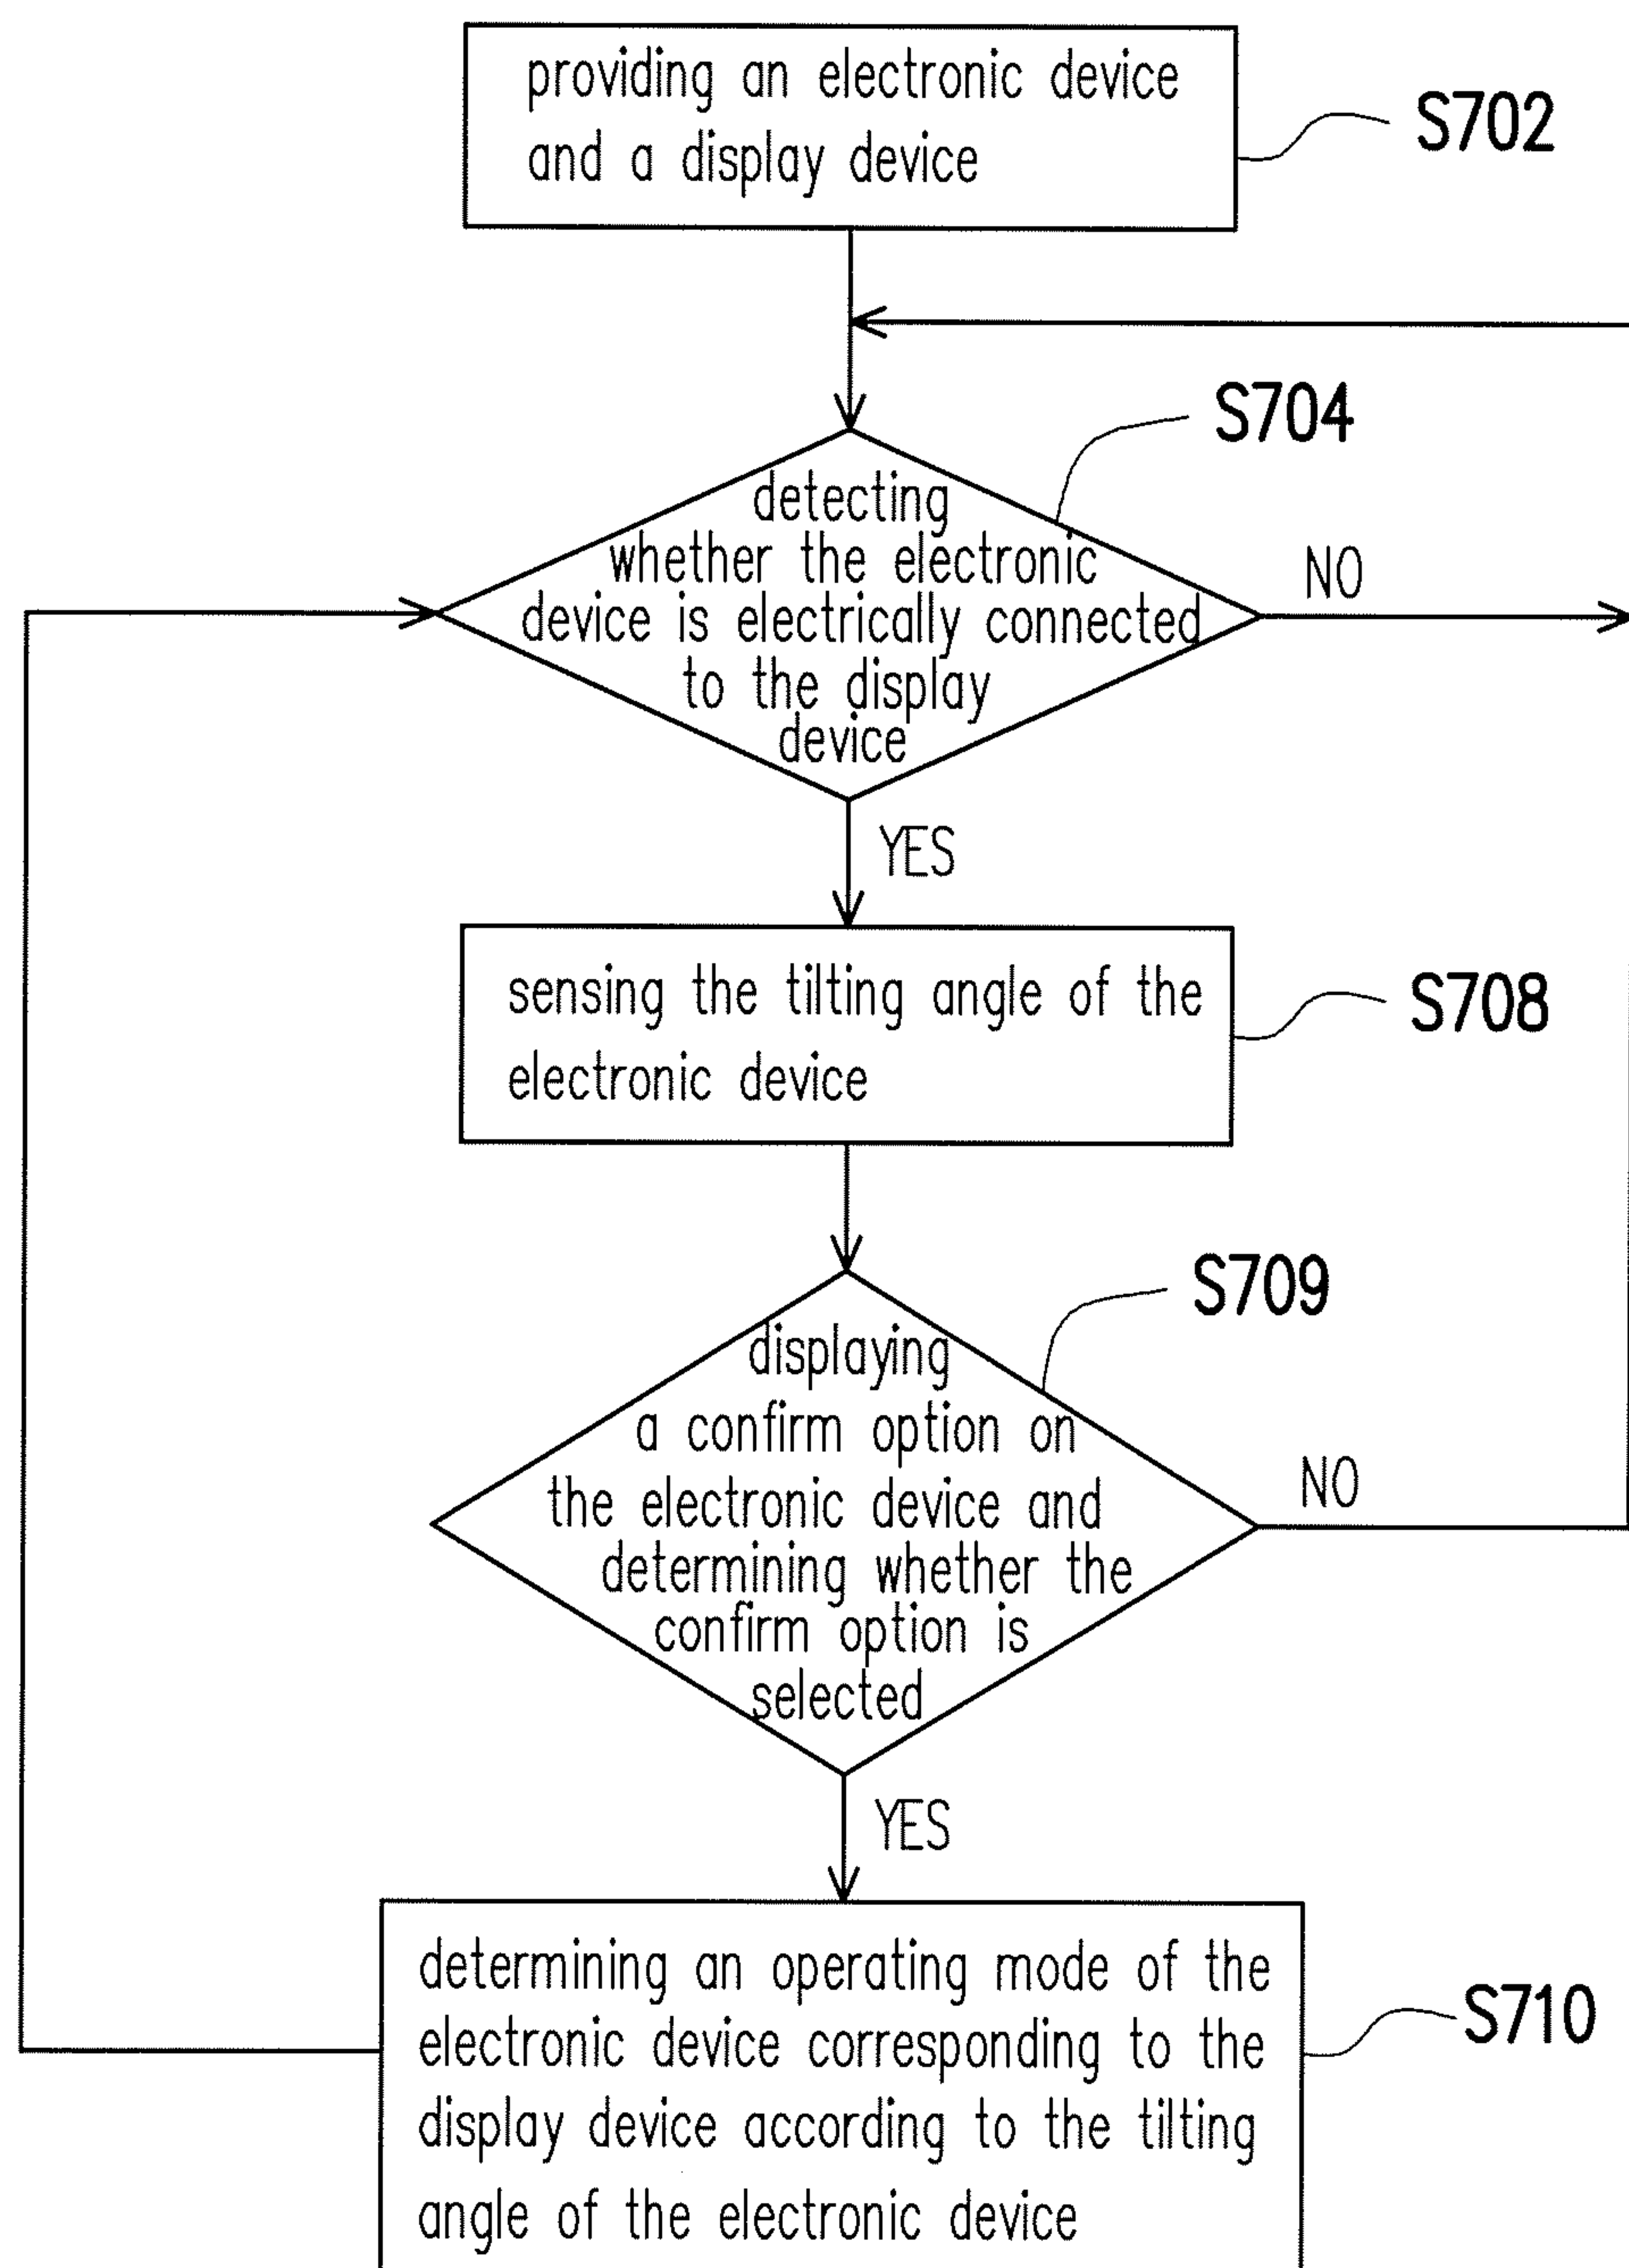 providing an electronic device
and a display device
S702
S704
detecting
whether the electronic
device is electrically connected
to the display
device
NO
YES
sensing the tilting angle of the
electronic device
S708
S709
displaying
a confirm option on
the electronic device and
determining whether the
confirm option is
selected
NO
YES
determining an operating mode of the
electronic device corresponding to the
display device according to the tilting
angle of the electronic device
S710